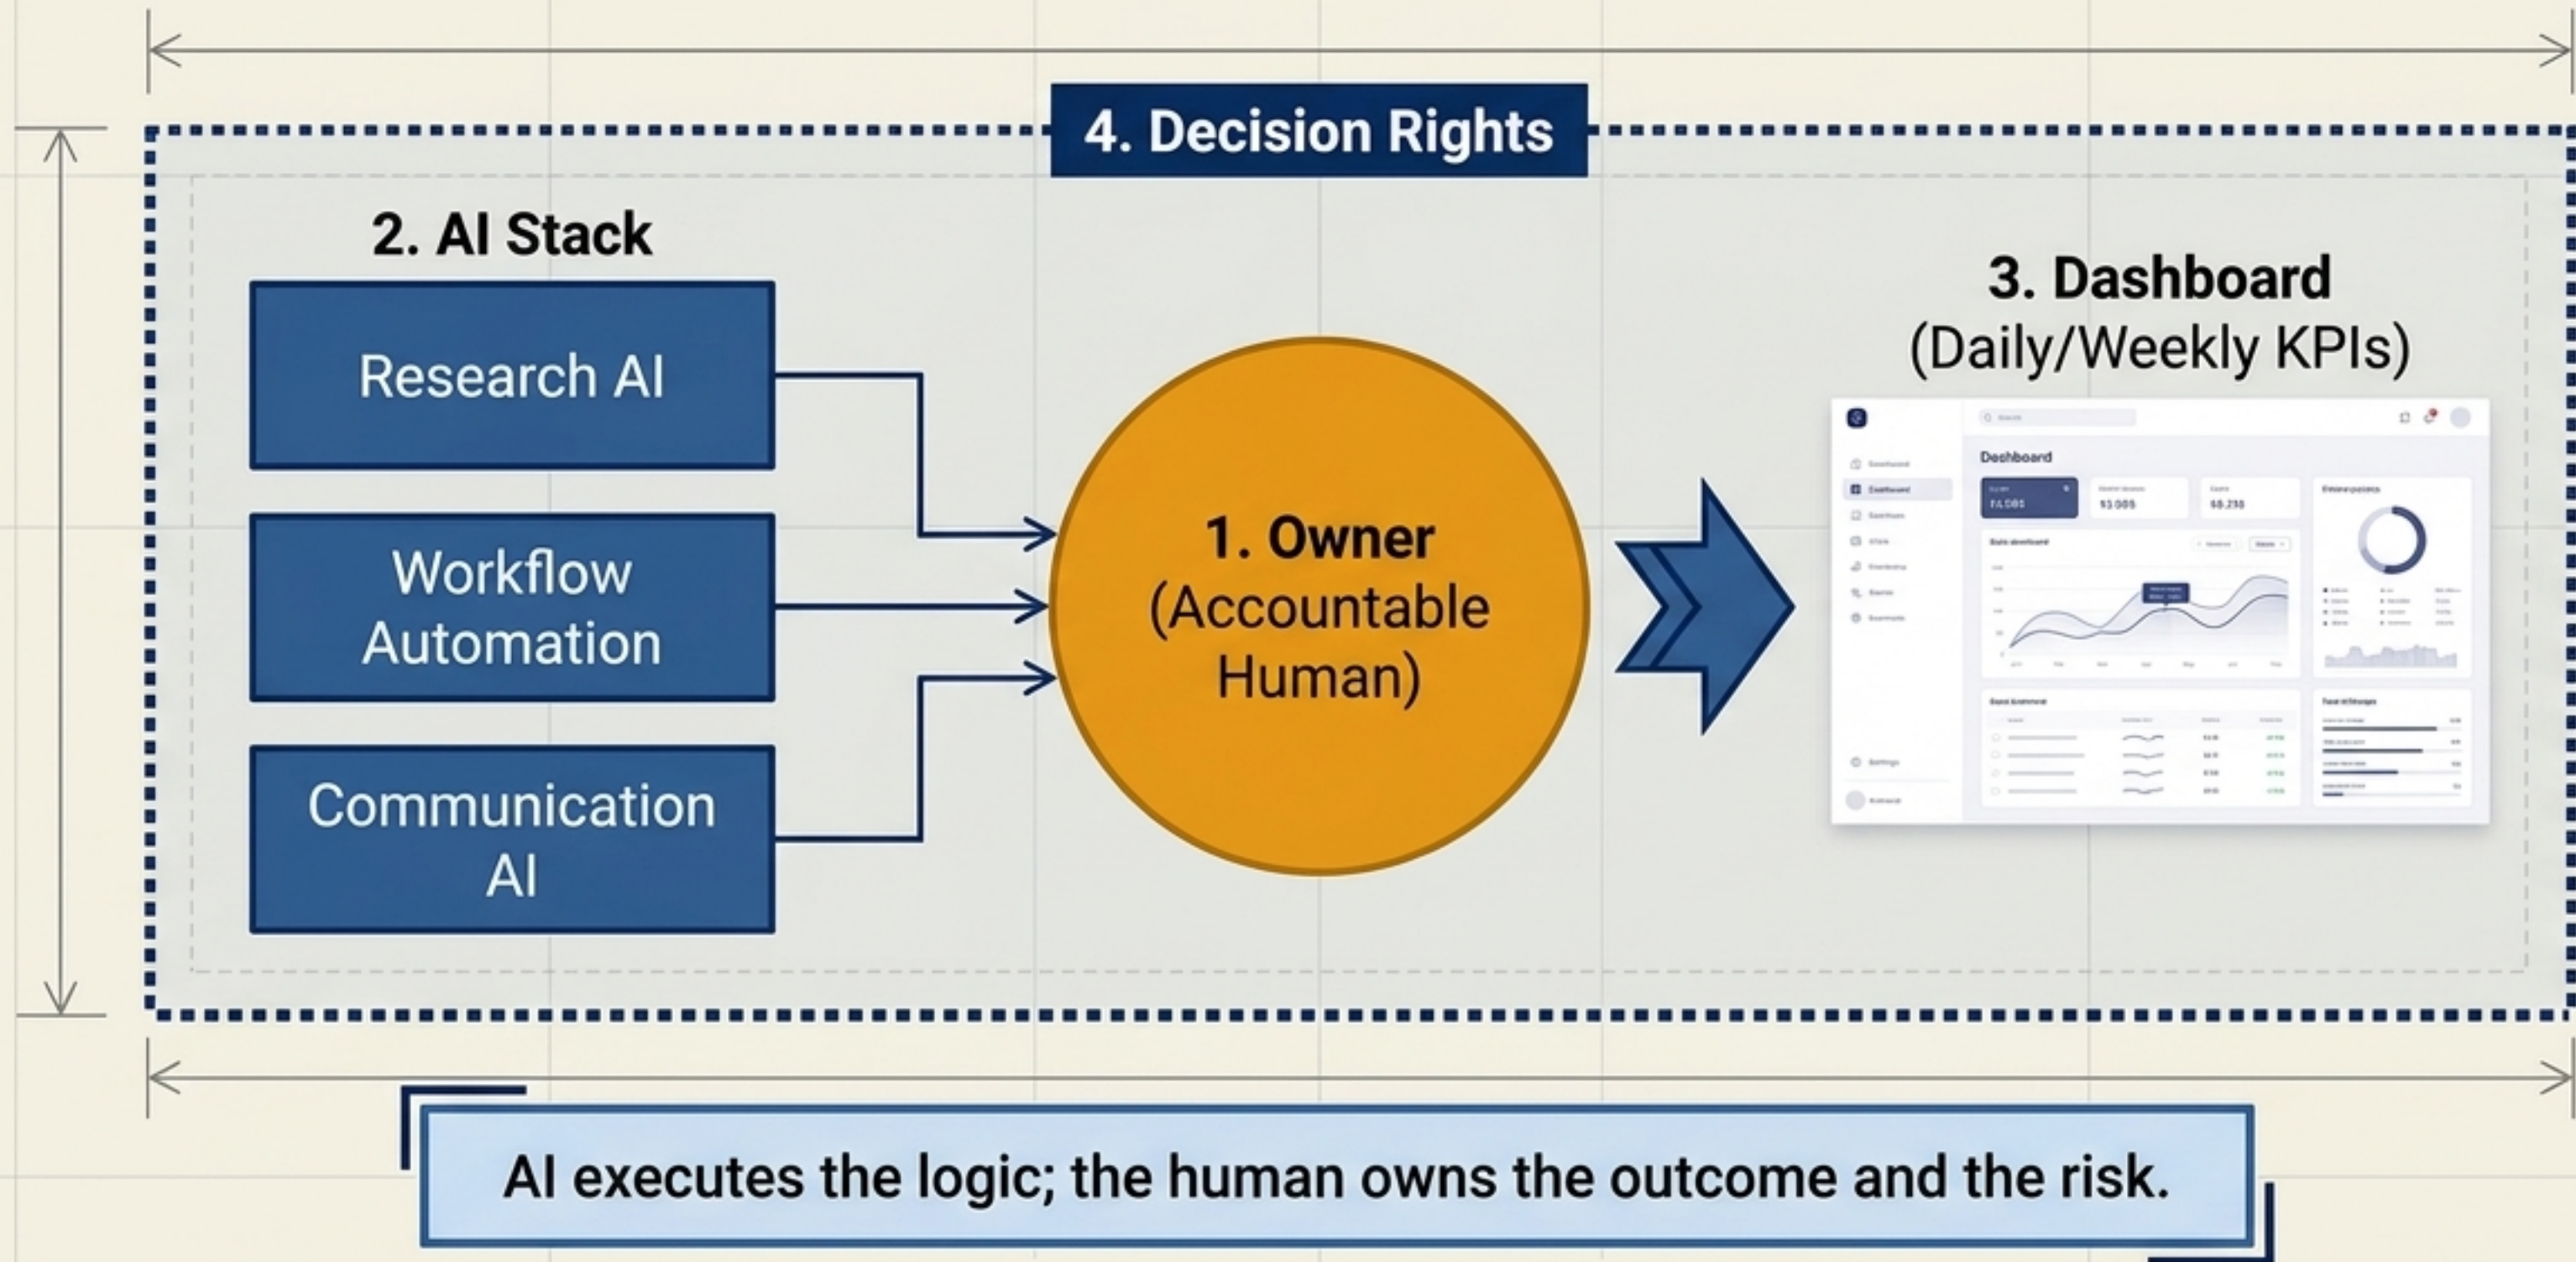 4. Decision Rights
2. AI Stack
Research AI
Workflow
Automation
Communication
AI
1. Owner
(Accountable
Human)
3. Dashboard
(Daily/Weekly KPIs)
Dashboard
AI executes the logic; the human owns the outcome and the risk.